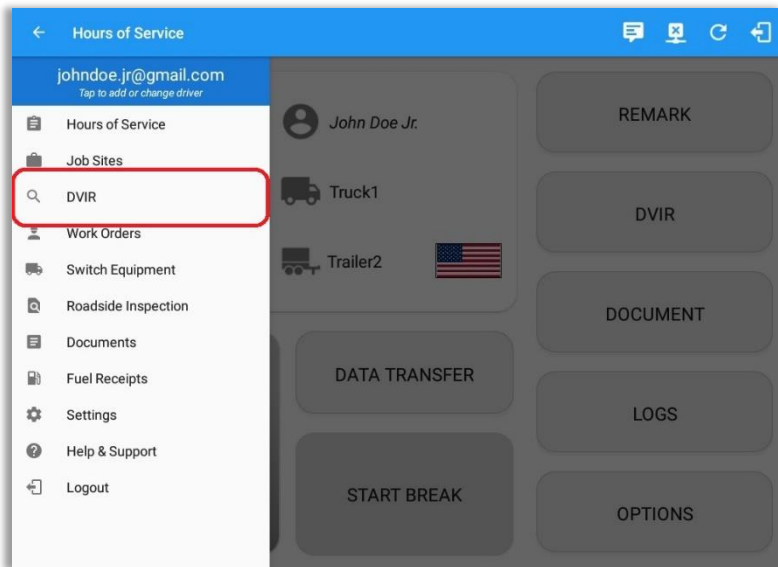 Hours of Service
johndoe.jr@gmail.com
Tap to add or change driver
Hours of Service
Job Sites
DVIR
Work Orders
Switch Equipment
Roadside Inspection
Documents
Fuel Receipts
Settings
Help & Support
Logout
John Doe Jr.
Truck1
Trailer2
DATA TRANSFER
START BREAK
REMARK
DVIR
DOCUMENT
LOGS
OPTIONS